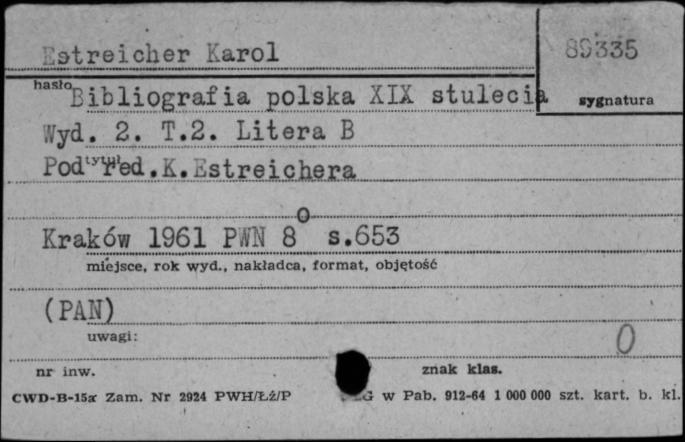 Estreicher Karol
89335
hasło
Bibliografia polska XIX stulecia
sygnatura
Wyd. 2. T.2. Litera B
tytuł
Pod red.K.Estreichera
Kraków 1961 PWN 8⁰ s.653
miejsce, rok wyd., nakładca, format, objętość
(PAN)
uwagi:
0
nr inw.
znak klas.
CWD-B-15a Zam. Nr 2924 PWH/Łź/P
G w Pab. 912-64 1 000 000 szt. kart. b. kl.